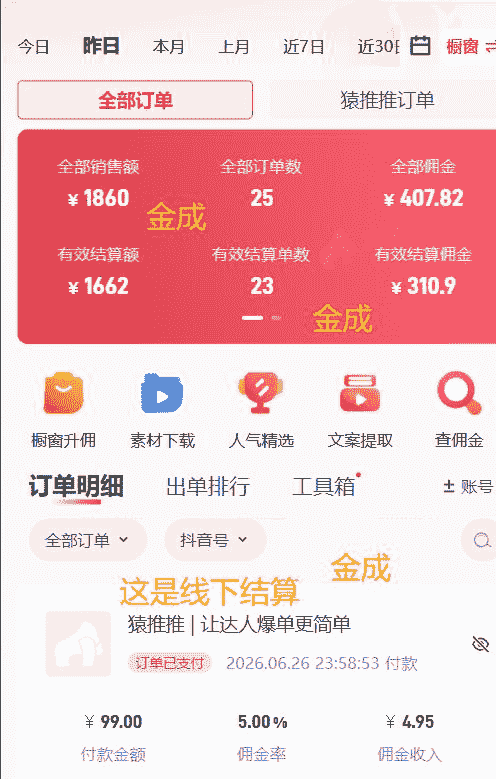 今日 昨日 本月 上月 近7日 近30 橱窗
全部订单 猿推推订单
全部销售额 全部订单数 全部佣金
¥ 1860 25 ¥ 407.82
金成
有效结算额 有效结算单数 有效结算佣金
¥ 1662 23 ¥ 310.9
金成
橱窗升佣 素材下载 人气精选 文案提取 查佣金
订单明细 出单排行 工具箱 账号
全部订单 抖音号
金成
这是线下结算
猿推推 | 让达人爆单更简单
订单已支付 2026.06.26 23:58:53 付款
¥ 99.00 5.00% ¥ 4.95
付款金额 佣金率 佣金收入